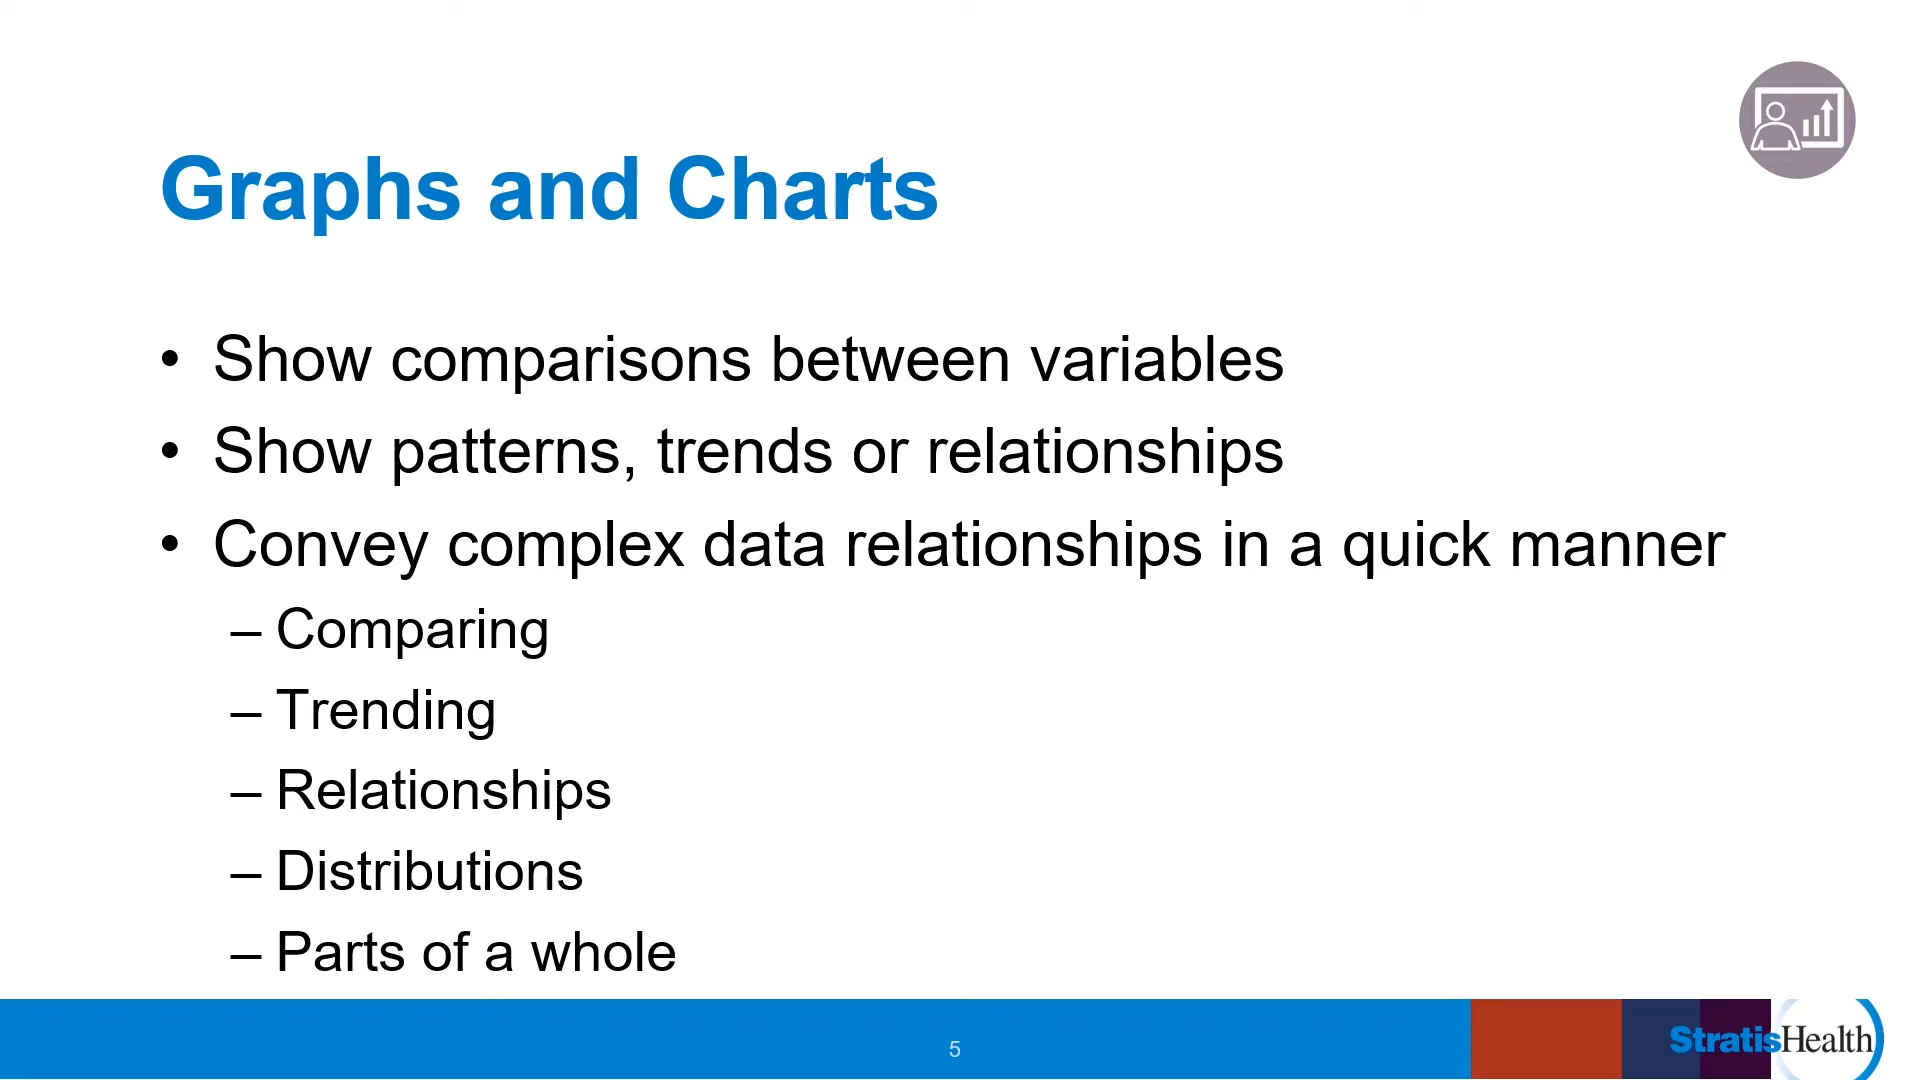 Graphs and Charts
• Show comparisons between variables
• Show patterns, trends or relationships
• Convey complex data relationships in a quick manner
– Comparing
– Trending
– Relationships
– Distributions
– Parts of a whole
5
StratisHealth